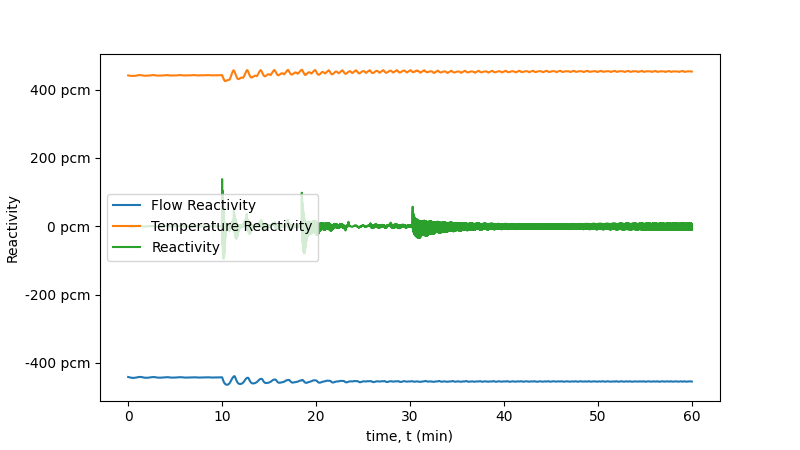 400 pcm
200 pcm
0 pcm
-200 pcm
-400 pcm
Reactivity
Flow Reactivity
Temperature Reactivity
Reactivity
0 10 20 30 40 50 60
time, t (min)